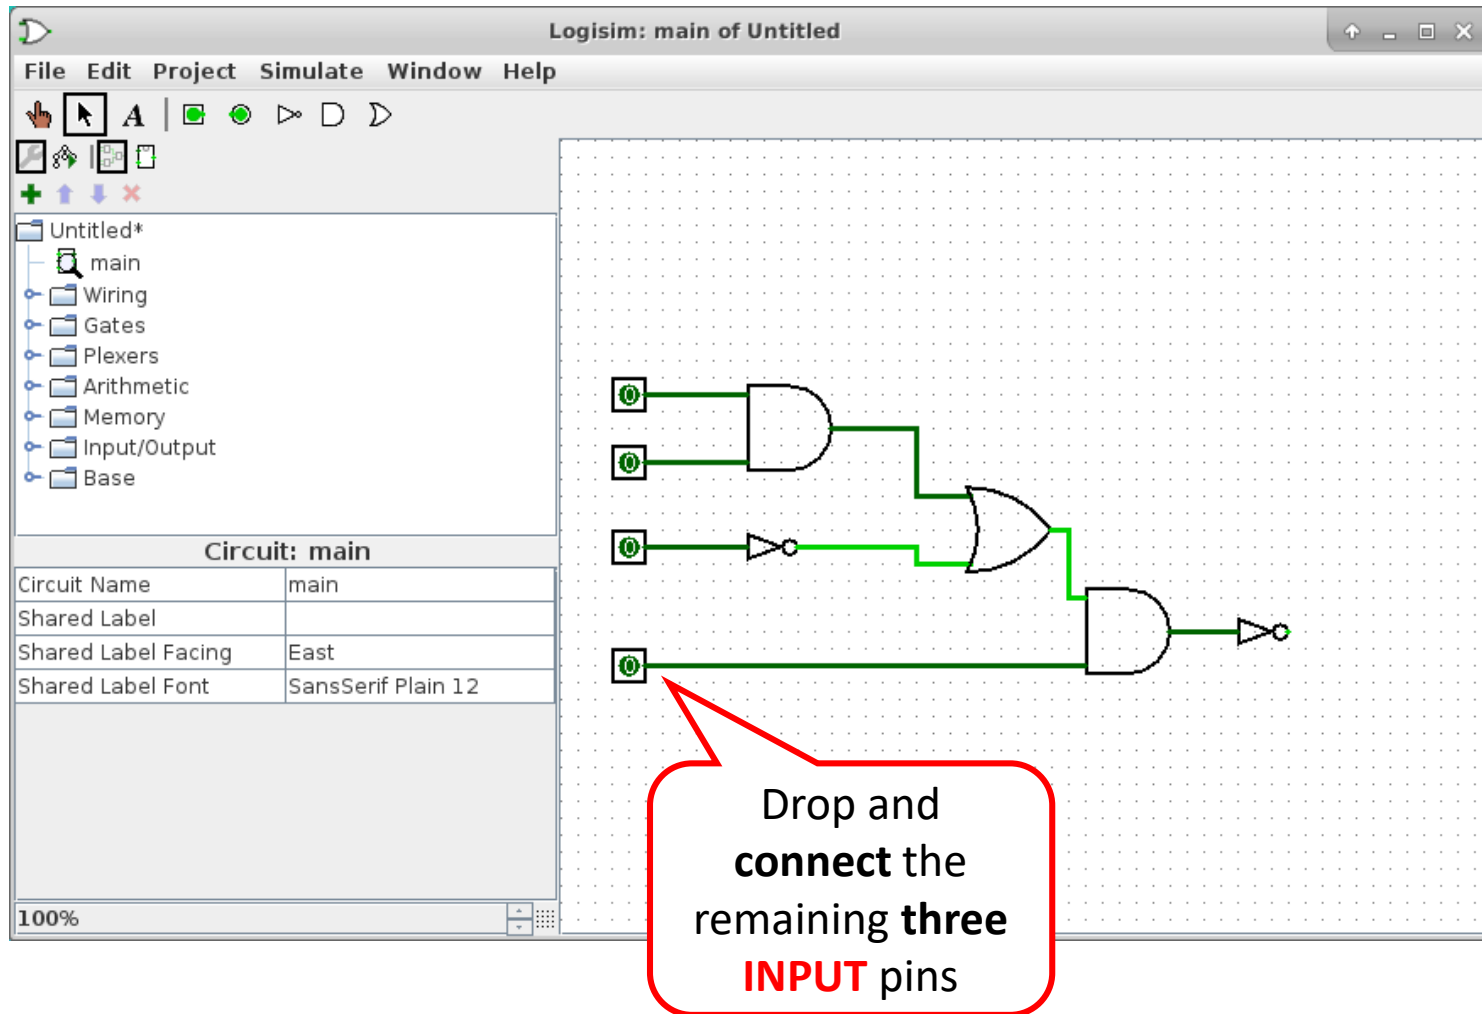 Logisim: main of Untitled
File Edit Project Simulate Window Help
A
Untitled*
main
Wiring
Gates
Plexers
Arithmetic
Memory
Input/Output
Base
Circuit: main
Circuit Name main
Shared Label
Shared Label Facing East
Shared Label Font SansSerif Plain 12
100%
0
0
0
0
Drop and
connect the
remaining three
INPUT pins